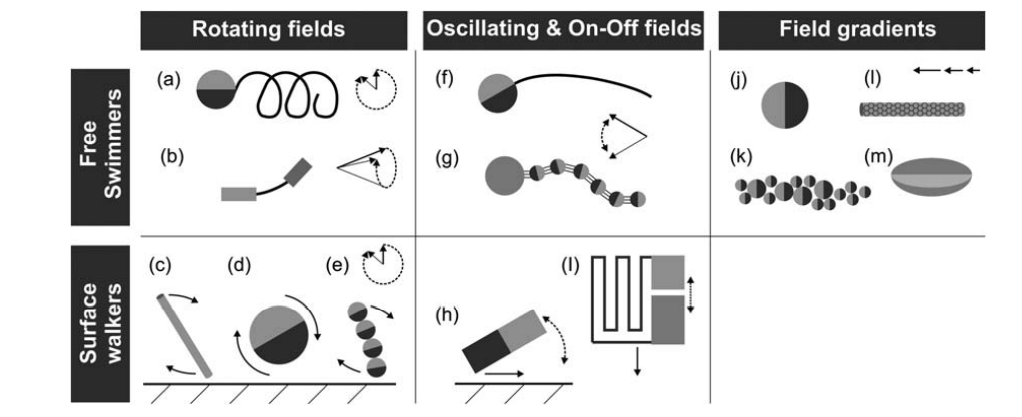 Rotating fields
Oscillating & On-Off fields
Field gradients
Free
Swimmers
(a)
(b)
(f)
(g)
(j)
(l)
(k)
(m)
Surface
walkers
(c)
(d)
(e)
(h)
(I)